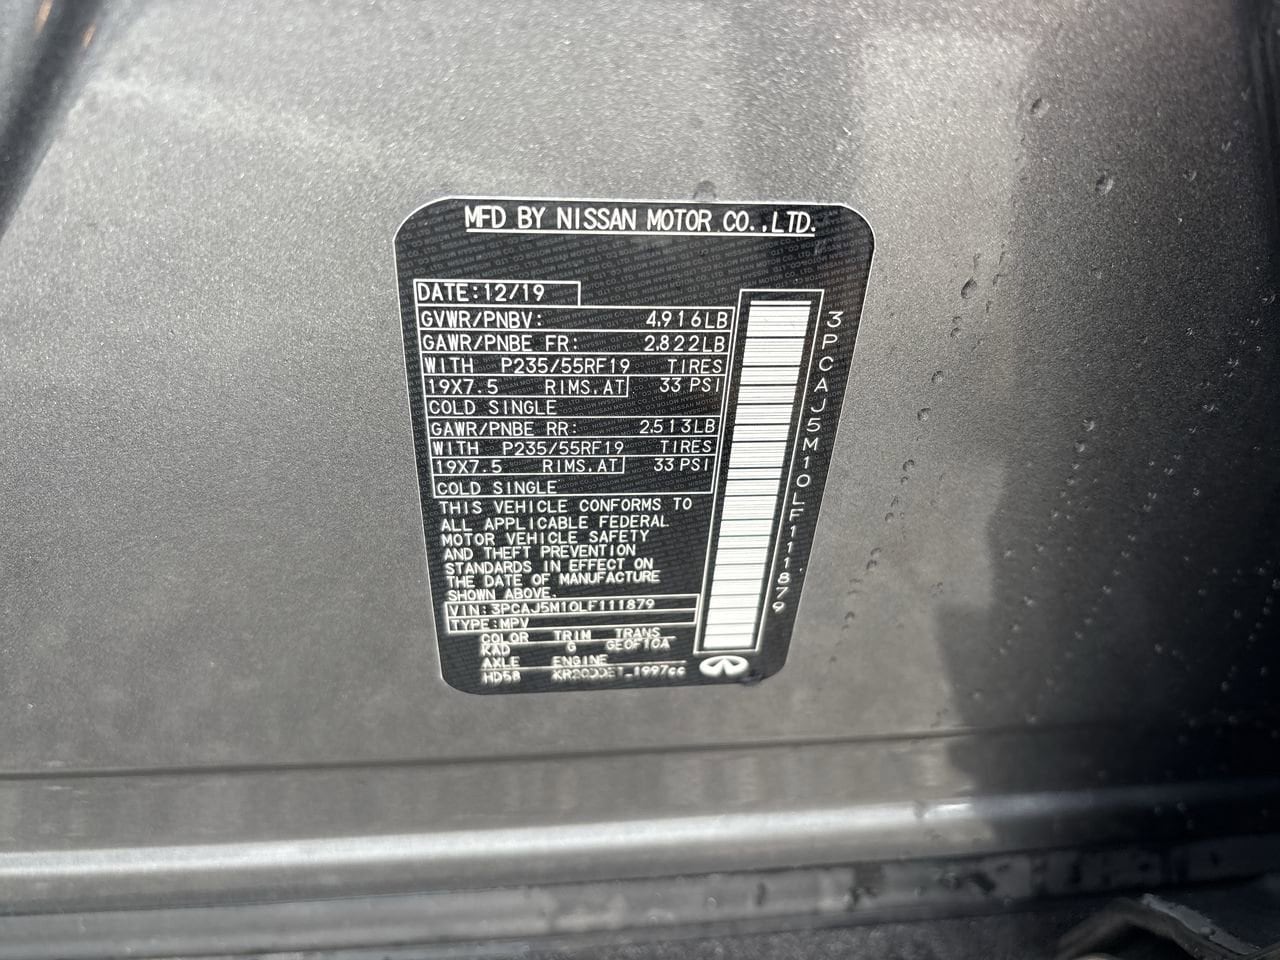 MFD BY NISSAN MOTOR CO.,LTD.
DATE:12/19
GVWR/PNBV: 4,916LB
GAWR/PNBE FR: 2,822LB
WITH P235/55RF19 TIRES
19X7.5 RIMS,AT 33 PSI
COLD SINGLE
GAWR/PNBE RR: 2,513LB
WITH P235/55RF19 TIRES
19X7.5 RIMS,AT 33 PSI
COLD SINGLE
THIS VEHICLE CONFORMS TO
ALL APPLICABLE FEDERAL
MOTOR VEHICLE SAFETY
AND THEFT PREVENTION
STANDARDS IN EFFECT ON
THE DATE OF MANUFACTURE
SHOWN ABOVE.
VIN:3PCAJ5M10LF111879
TYPE:MPV
COLOR TRIM TRANS
KAD G
AXLE ENGINE
HD58
3PCAJ5M10LF111879